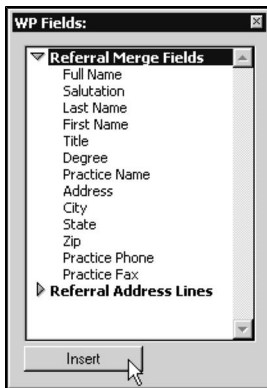 WP Fields:
Referral Merge Fields
Full Name
Salutation
Last Name
First Name
Title
Degree
Practice Name
Address
City
State
Zip
Practice Phone
Practice Fax
Referral Address Lines
Insert